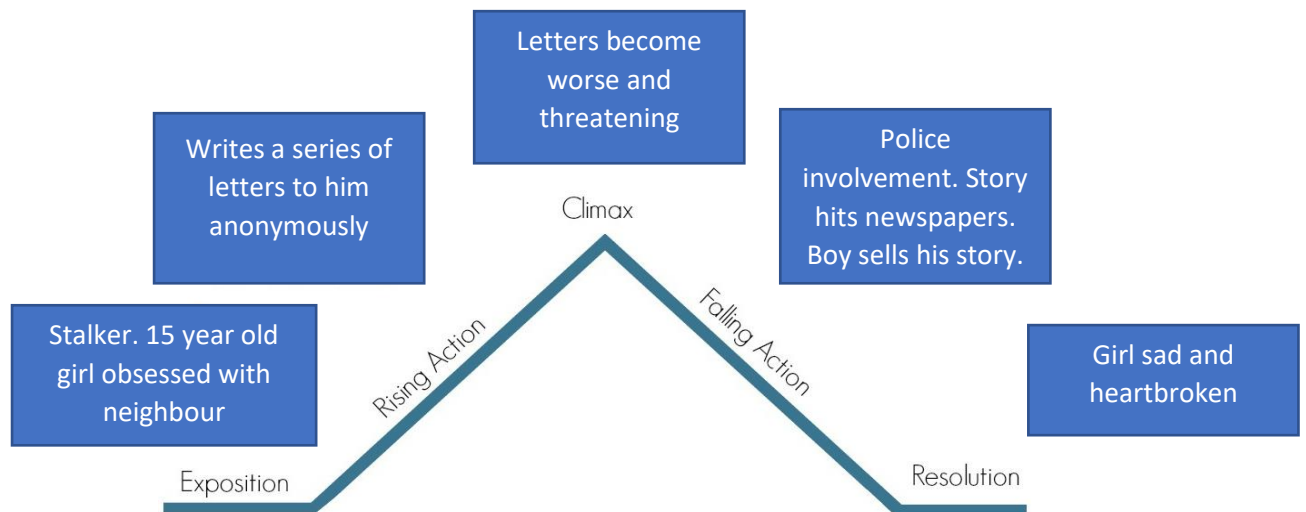 Letters become
worse and
threatening
Writes a series of
letters to him
anonymously
Police
involvement. Story
hits newspapers.
Boy sells his story.
Climax
Stalker. 15 year old
girl obsessed with
neighbour
Rising Action
Falling Action
Girl sad and
heartbroken
Exposition
Resolution